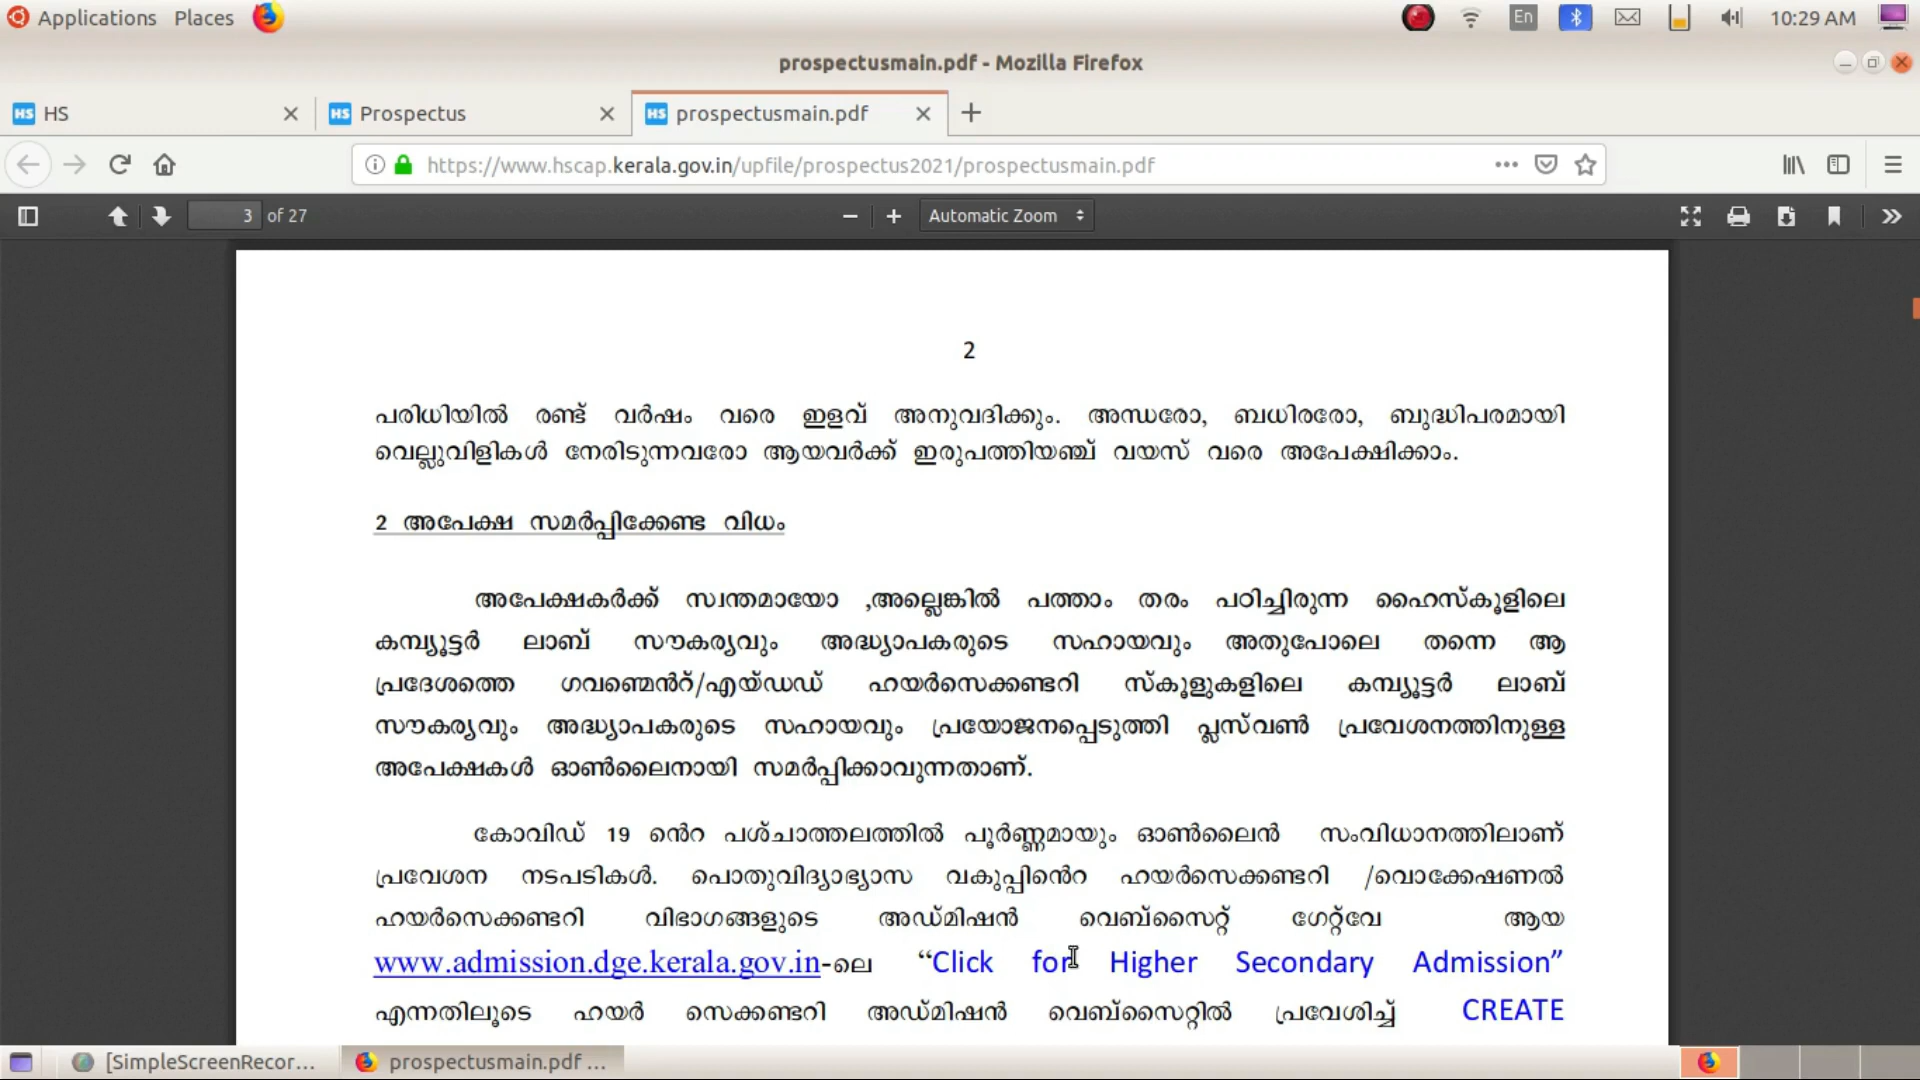 Applications Places En 10:29 AM
prospectusmain.pdf - Mozilla Firefox
HS HS
HS Prospectus
HS prospectusmain.pdf
https://www.hscap.kerala.gov.in/upfile/prospectus2021/prospectusmain.pdf
3 of 27 Automatic Zoom
2
പരിധിയിൽ രണ്ട് വർഷം വരെ ഇളവ് അനുവദിക്കും. അന്ധരോ, ബധിരരോ, ബുദ്ധിപരമായി
വെല്ലുവിളികൾ നേരിടുന്നവരോ ആയവർക്ക് ഇരുപത്തിയഞ്ച് വയസ് വരെ അപേക്ഷിക്കാം.
2 അപേക്ഷ സമർപ്പിക്കേണ്ട വിധം
അപേക്ഷകർക്ക് സ്വന്തമായോ ,അല്ലെങ്കിൽ പത്താം തരം പഠിച്ചിരുന്ന ഹൈസ്കൂളിലെ
കമ്പ്യൂട്ടർ ലാബ് സൗകര്യവും അദ്ധ്യാപകരുടെ സഹായവും അതുപോലെ തന്നെ ആ
പ്രദേശത്തെ ഗവണ്മെൻറ്/എയ്ഡഡ് ഹയർസെക്കണ്ടറി സ്കൂളുകളിലെ കമ്പ്യൂട്ടർ ലാബ്
സൗകര്യവും അദ്ധ്യാപകരുടെ സഹായവും പ്രയോജനപ്പെടുത്തി പ്ലസ്‌വൺ പ്രവേശനത്തിനുള്ള
അപേക്ഷകൾ ഓൺലൈനായി സമർപ്പിക്കാവുന്നതാണ്.
കോവിഡ് 19 ൻെറ പശ്ചാത്തലത്തിൽ പൂർണ്ണമായും ഓൺലൈൻ സംവിധാനത്തിലാണ്
പ്രവേശന നടപടികൾ. പൊതുവിദ്യാഭ്യാസ വകുപ്പിൻെറ ഹയർസെക്കണ്ടറി /വൊക്കേഷണൽ
ഹയർസെക്കണ്ടറി വിഭാഗങ്ങളുടെ അഡ്മിഷൻ വെബ്സൈറ്റ് ഗേറ്റ്‌വേ ആയ
www.admission.dge.kerala.gov.in-ലെ “Click for Higher Secondary Admission”
എന്നതിലൂടെ ഹയർ സെക്കണ്ടറി അഡ്മിഷൻ വെബ്സൈറ്റിൽ പ്രവേശിച്ച് CREATE
[SimpleScreenRecor... prospectusmain.pdf ...